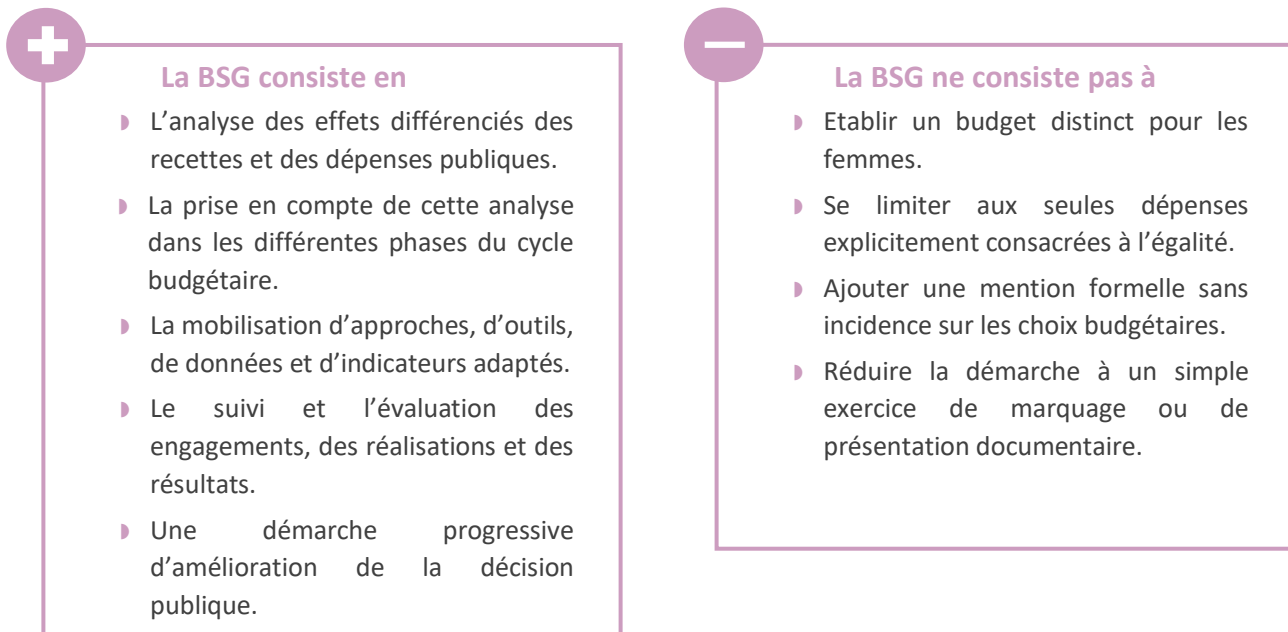 La BSG consiste en
L’analyse des effets différenciés des
recettes et des dépenses publiques.
La prise en compte de cette analyse
dans les différentes phases du cycle
budgétaire.
La mobilisation d’approches, d’outils,
de données et d’indicateurs adaptés.
Le suivi et l’évaluation des
engagements, des réalisations et des
résultats.
Une démarche progressive
d’amélioration de la décision
publique.
La BSG ne consiste pas à
Etablir un budget distinct pour les
femmes.
Se limiter aux seules dépenses
explicitement consacrées à l’égalité.
Ajouter une mention formelle sans
incidence sur les choix budgétaires.
Réduire la démarche à un simple
exercice de marquage ou de
présentation documentaire.